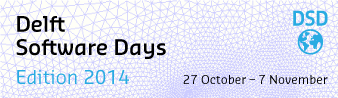 Delft
Software Days
Edition 2014
DSD
27 October – 7 November